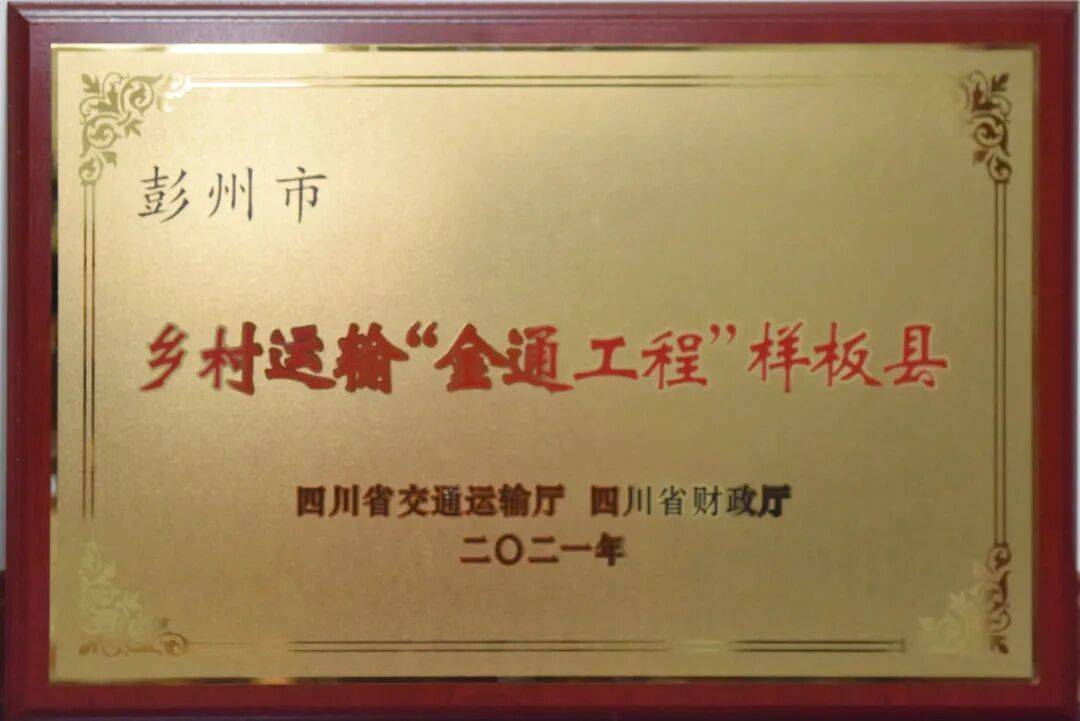 彭州市
乡村运输“金通工程”样板县
四川省交通运输厅 四川省财政厅
二〇二一年